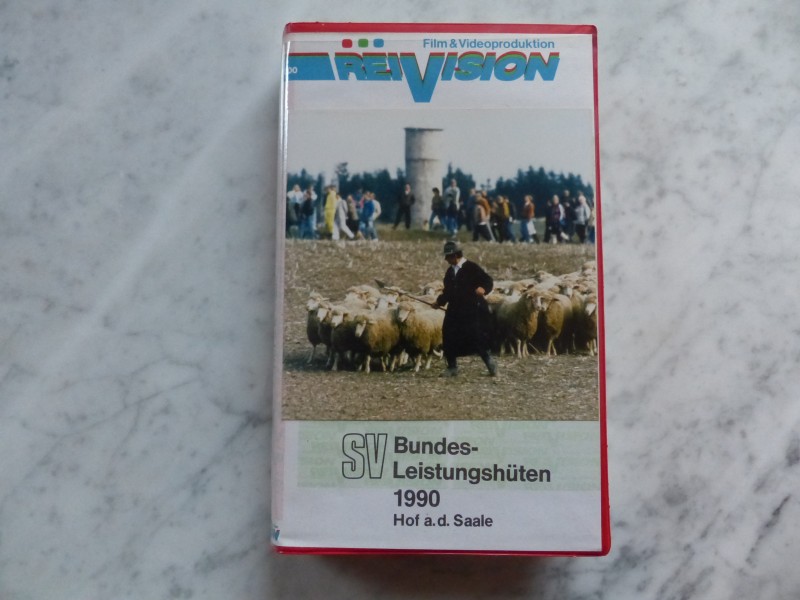 Film & Videoproduktion
REIVISION
SV Bundes-
Leistungshüten
1990
Hof a.d. Saale